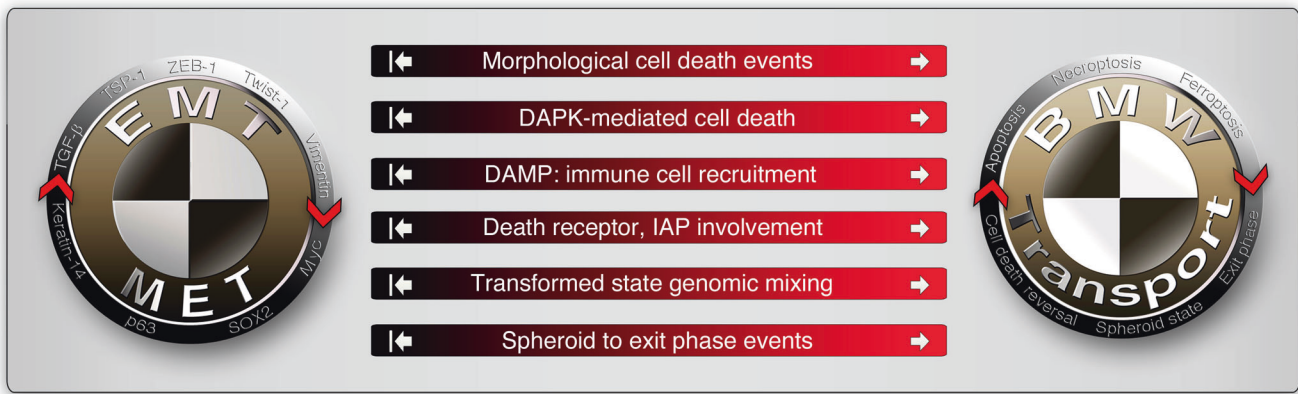 EMT
MET
TGF-β
TSP-1
ZEB-1
Twist-1
Vimentin
Myc
SOX2
p63
Keratin-14
Morphological cell death events
DAPK-mediated cell death
DAMP: immune cell recruitment
Death receptor, IAP involvement
Transformed state genomic mixing
Spheroid to exit phase events
BMW
Transport
Apoptosis
Necroptosis
Ferroptosis
Exit phase
Spheroid state
Cell death reversal